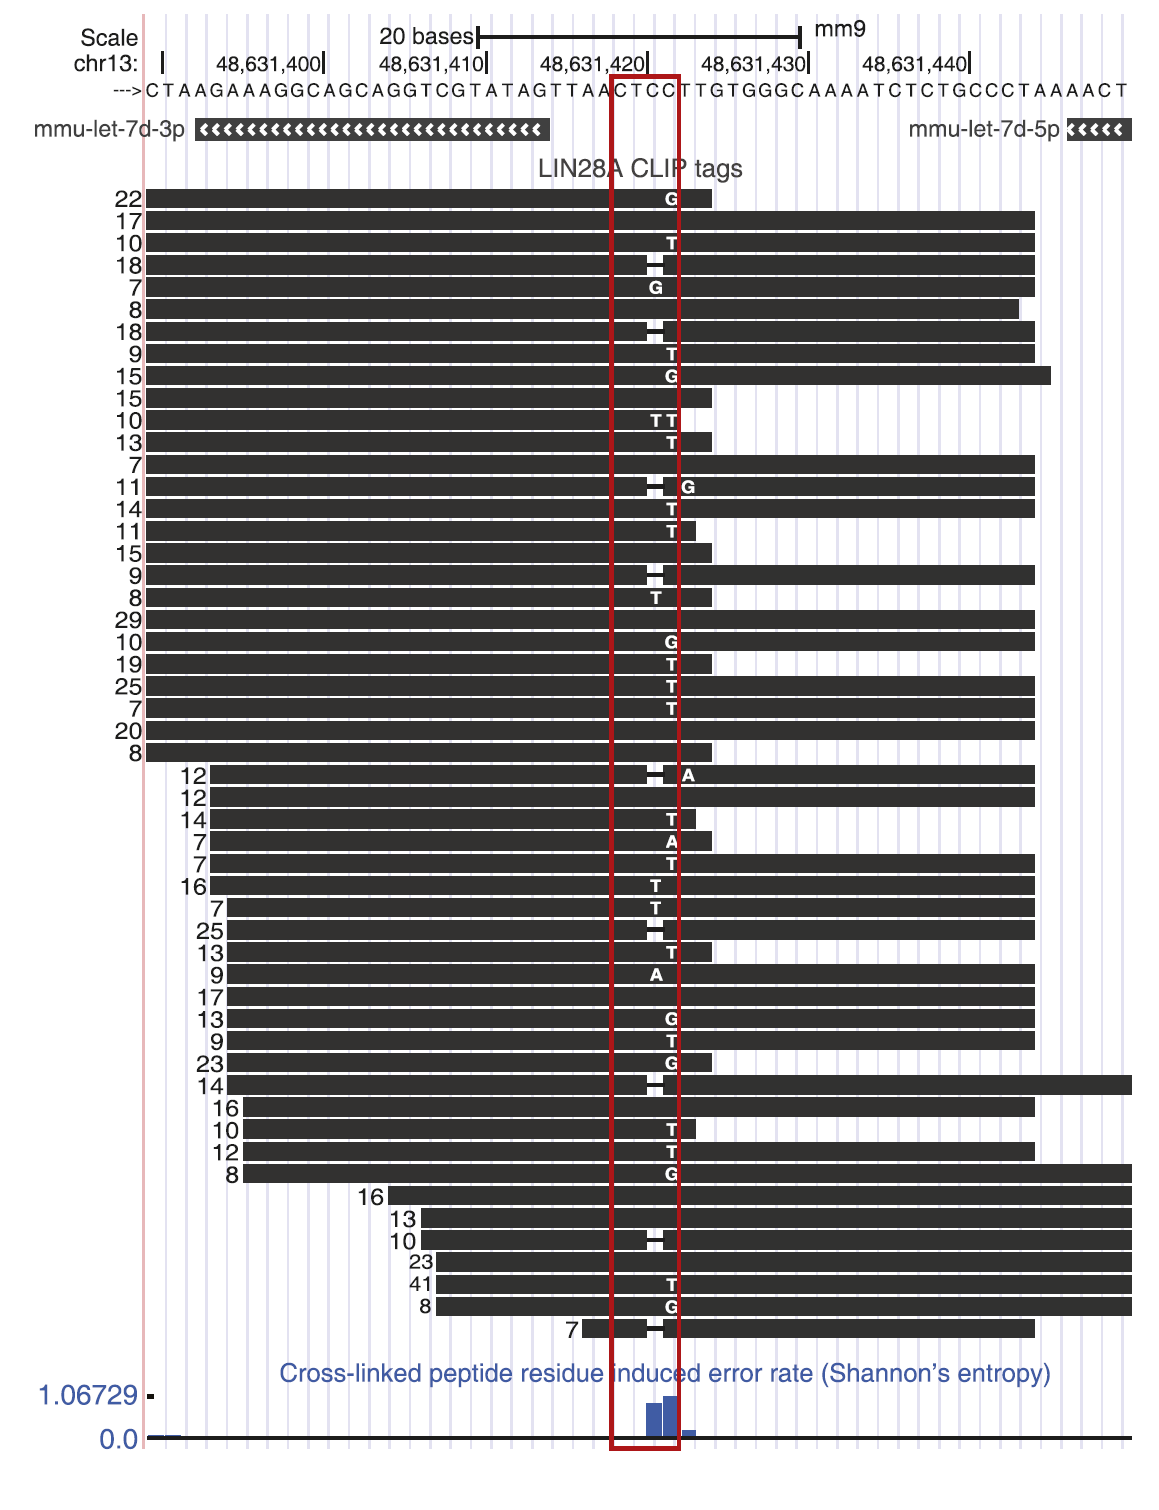 Scale 20 bases mm9
chr13: 48,631,400 48,631,410 48,631,420 48,631,430 48,631,440
---> CTAAGAAAGGCAGCAGGTCGTATAGTTAACTCCTTGTGGGCAAAATCTCTGCCCTAAAACT
mmu-let-7d-3p mmu-let-7d-5p
LIN28A CLIP tags
22 G
17
10 T
18
7 G
8
18
9 T
15 G
15
10 T T
13 T
7
11 G
14 T
11 T
15
9
8 T
29
10 G
19 T
25 T
7 T
20
8
12 A
12
14 T
7 A
7 T
16 T
7 T
25
13 T
9 A
17
13 G
9 T
23 G
14
16
10 T
12 T
8 G
16
13
10
23
41 T
8 G
7
Cross-linked peptide residue induced error rate (Shannon's entropy)
1.06729
0.0